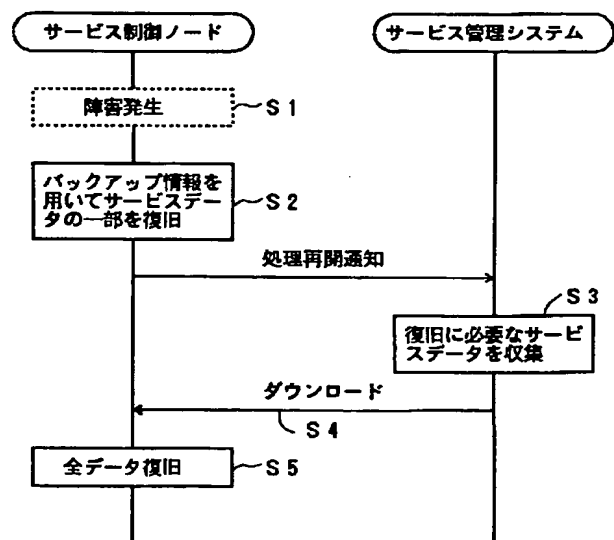 サービス制御ノード
サービス管理システム
障害発生
S1
バックアップ情報を
用いてサービスデー
タの一部を復旧
S2
処理再開通知
S3
復旧に必要なサービ
スデータを収集
ダウンロード
S4
全データ復旧
S5